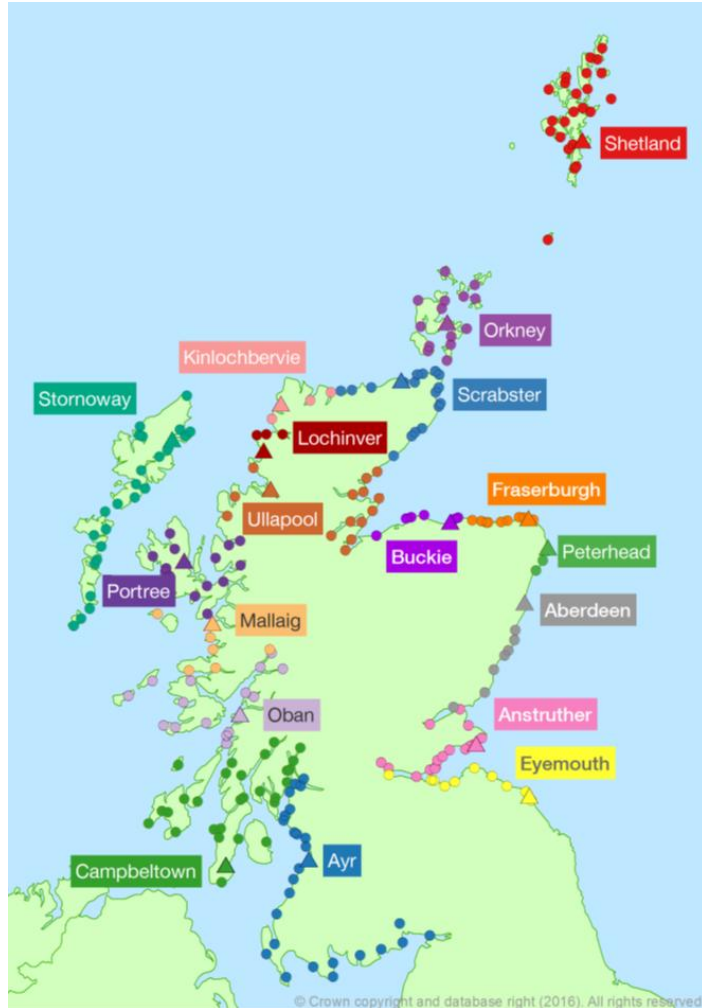 Shetland
Orkney
Kinlochbervie
Scrabster
Stornoway
Lochinver
Fraserburgh
Ullapool
Buckie
Peterhead
Portree
Aberdeen
Mallaig
Oban
Anstruther
Eyemouth
Ayr
Campbeltown
© Crown copyright and database right (2016). All rights reserved